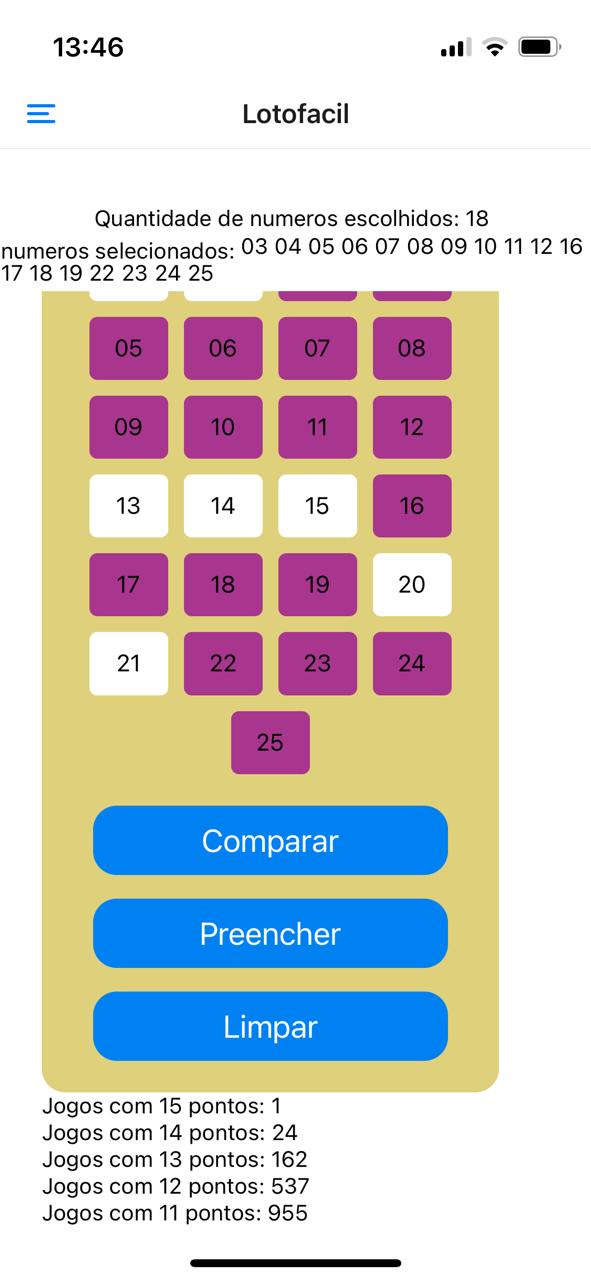 13:46
Lotofacil
Quantidade de numeros escolhidos: 18
numeros selecionados: 03 04 05 06 07 08 09 10 11 12 16
17 18 19 22 23 24 25
05 06 07 08
09 10 11 12
13 14 15 16
17 18 19 20
21 22 23 24
25
Comparar
Preencher
Limpar
Jogos com 15 pontos: 1
Jogos com 14 pontos: 24
Jogos com 13 pontos: 162
Jogos com 12 pontos: 537
Jogos com 11 pontos: 955